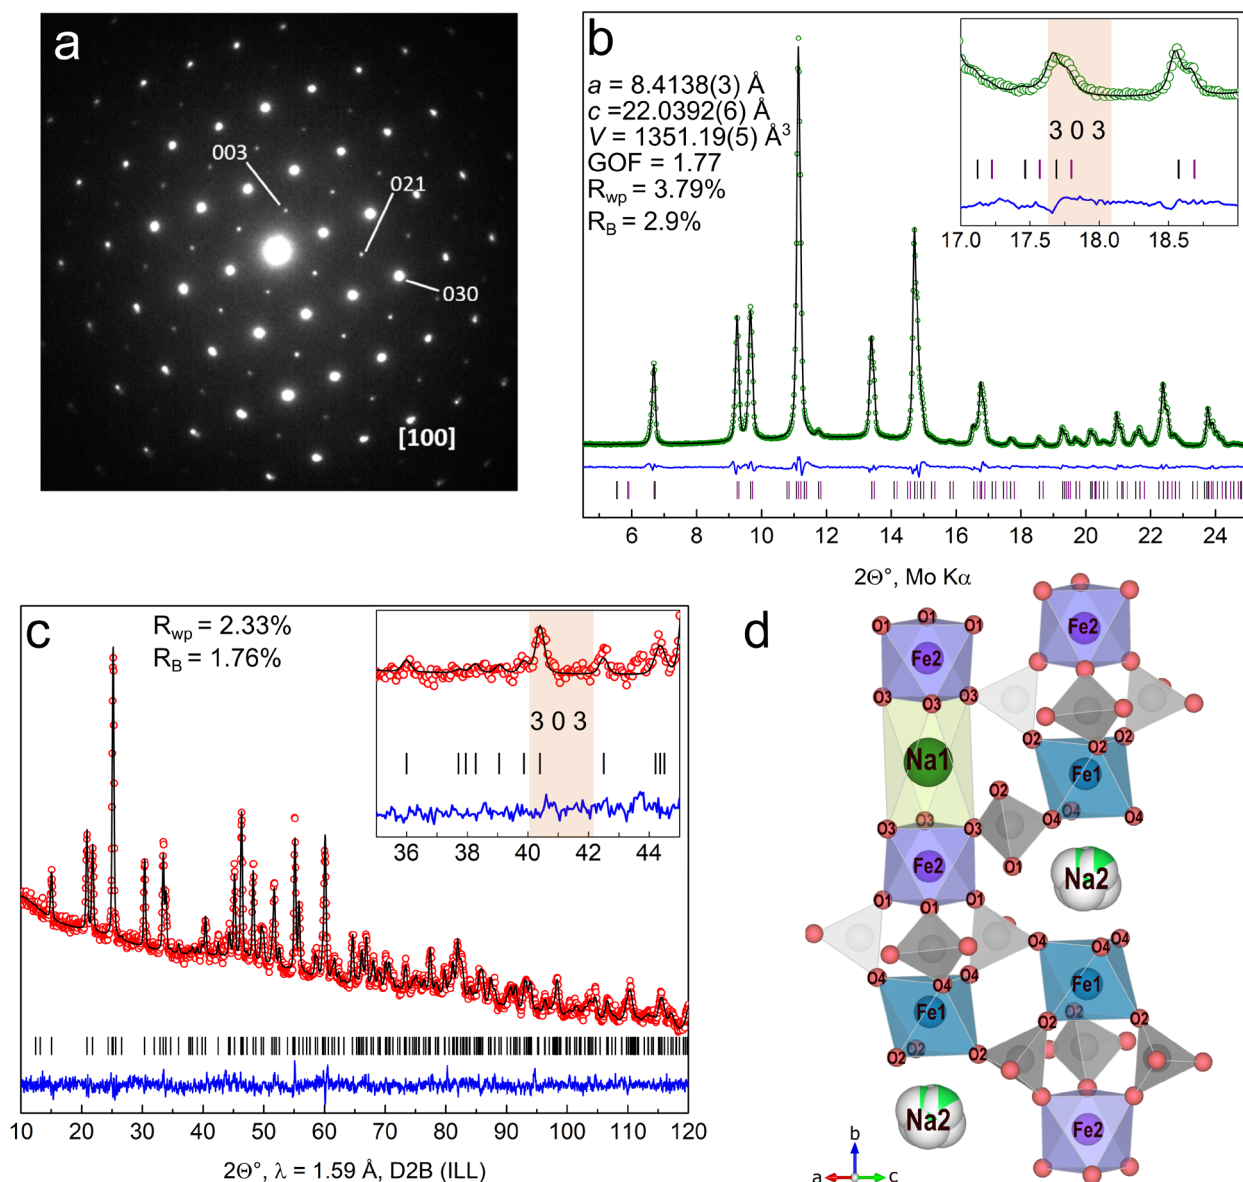 a
003
021
030
[100]
b
a = 8.4138(3) Å
c =22.0392(6) Å
V = 1351.19(5) Å3
GOF = 1.77
Rwp = 3.79%
RB = 2.9%
3 0 3
17.0 17.5 18.0 18.5
6 8 10 12 14 16 18 20 22 24
2Θ°, Mo Kα
c
Rwp = 2.33%
RB = 1.76%
3 0 3
36 38 40 42 44
10 20 30 40 50 60 70 80 90 100 110 120
2Θ°, λ = 1.59 Å, D2B (ILL)
d
O1 O1 O1
Fe2
O3 O3 O3
Na1
O3 O3 O3
Fe2
O1 O1 O1
O4 O4 O4
Fe1
O2 O2 O2
Na2
Fe2
O2 O2 O2
Fe1
O2 O4 O4 O4
O1
Na2
O4 O4 O4
Fe1
O2 O2 O2
Fe2
b
a c